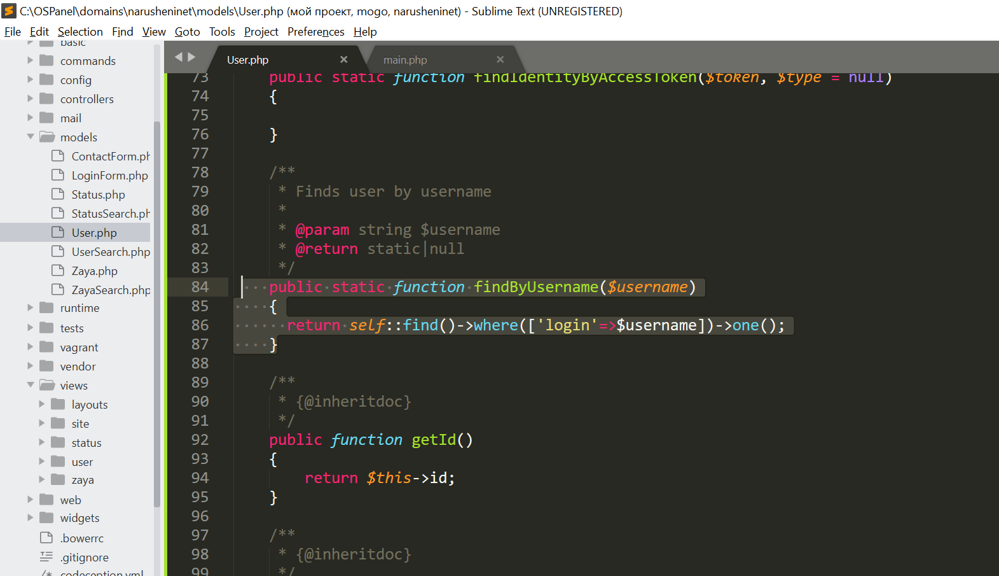 C:\OSPanel\domains\narusheninet\models\User.php (мой проект, mogo, narusheninet) - Sublime Text (UNREGISTERED)
File Edit Selection Find View Goto Tools Project Preferences Help
basic
commands
config
controllers
mail
models
ContactForm.ph
LoginForm.php
Status.php
StatusSearch.ph
User.php
UserSearch.php
Zaya.php
ZayaSearch.php
runtime
tests
vagrant
vendor
views
layouts
site
status
user
zaya
web
widgets
.bowerrc
.gitignore
codeception.yml
User.php
main.php
73 public static function findIdentityByAccessToken($token, $type = null)
74 {
75
76 }
77
78 /**
79 * Finds user by username
80 *
81 * @param string $username
82 * @return static|null
83 */
84 public static function findByUsername($username)
85 {
86 return self::find()->where(['login'=>$username])->one();
87 }
88
89 /**
90 * {@inheritdoc}
91 */
92 public function getId()
93 {
94 return $this->id;
95 }
96
97 /**
98 * {@inheritdoc}
99 */